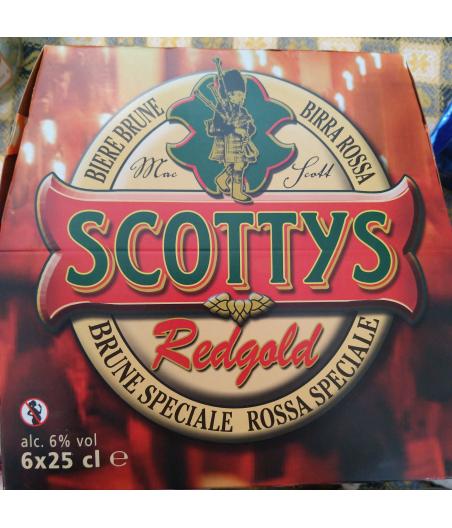 BIERE BRUNE
BIRRA ROSSA
Mac Scott
SCOTTYS
Redgold
BRUNE SPECIALE ROSSA SPECIALE
alc. 6% vol
6x25 cl ℮